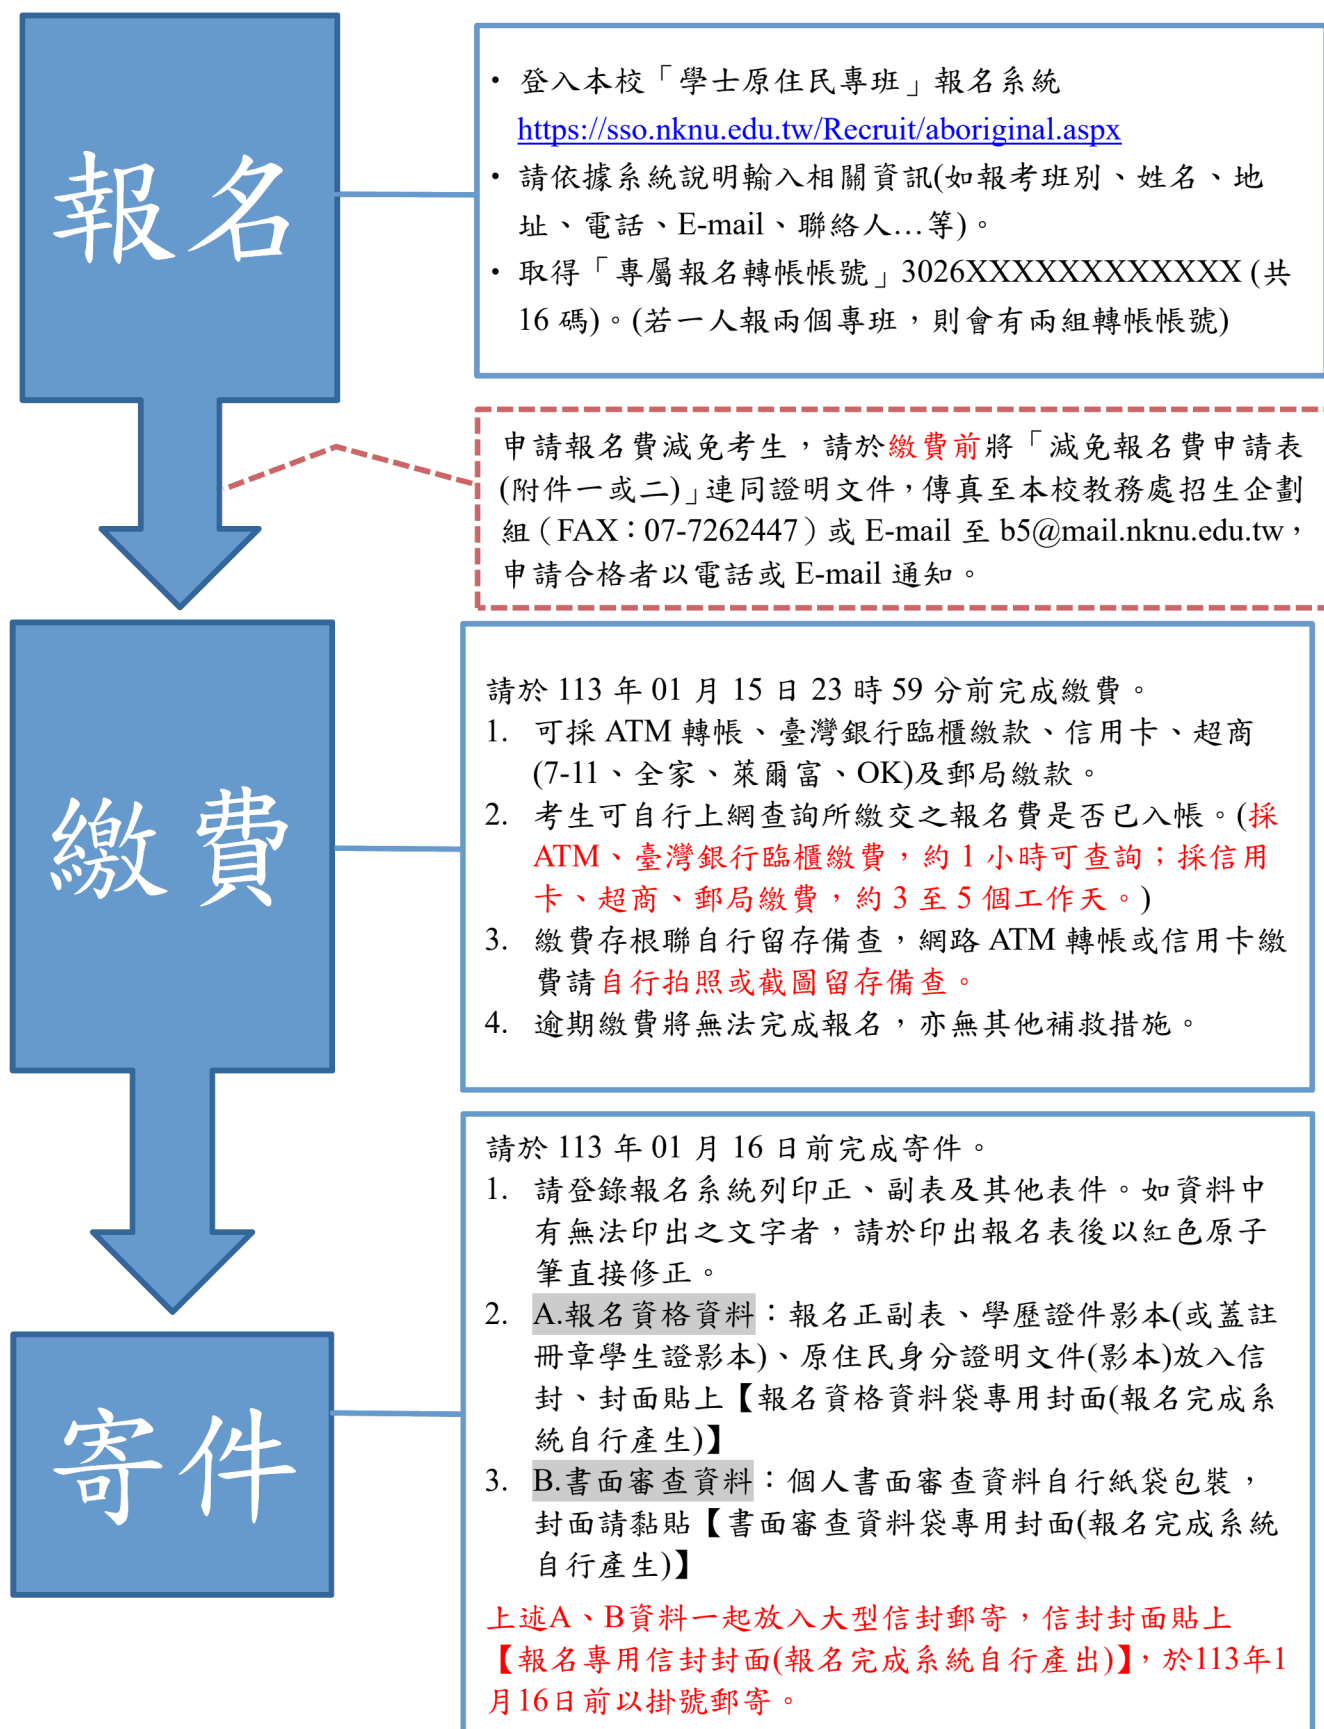 報名
・登入本校「學士原住民專班」報名系統
https://sso.nknu.edu.tw/Recruit/aboriginal.aspx
・請依據系統說明輸入相關資訊(如報考班別、姓名、地
址、電話、E-mail、聯絡人…等)。
・取得「專屬報名轉帳帳號」3026XXXXXXXXXXXX (共
16 碼)。(若一人報兩個專班，則會有兩組轉帳帳號)
申請報名費減免考生，請於繳費前將「減免報名費申請表
(附件一或二)」連同證明文件，傳真至本校教務處招生企劃
組（FAX：07-7262447）或 E-mail 至 b5@mail.nknu.edu.tw，
申請合格者以電話或 E-mail 通知。
繳費
請於 113 年 01 月 15 日 23 時 59 分前完成繳費。
1. 可採 ATM 轉帳、臺灣銀行臨櫃繳款、信用卡、超商
(7-11、全家、萊爾富、OK)及郵局繳款。
2. 考生可自行上網查詢所繳交之報名費是否已入帳。(採
ATM、臺灣銀行臨櫃繳費，約 1 小時可查詢；採信用
卡、超商、郵局繳費，約 3 至 5 個工作天。)
3. 繳費存根聯自行留存備查，網路 ATM 轉帳或信用卡繳
費請自行拍照或截圖留存備查。
4. 逾期繳費將無法完成報名，亦無其他補救措施。
寄件
請於 113 年 01 月 16 日前完成寄件。
1. 請登錄報名系統列印正、副表及其他表件。如資料中
有無法印出之文字者，請於印出報名表後以紅色原子
筆直接修正。
2. A.報名資格資料：報名正副表、學歷證件影本(或蓋註
冊章學生證影本)、原住民身分證明文件(影本)放入信
封、封面貼上【報名資格資料袋專用封面(報名完成系
統自行產生)】
3. B.書面審查資料：個人書面審查資料自行紙袋包裝，
封面請黏貼【書面審查資料袋專用封面(報名完成系統
自行產生)】
上述A、B資料一起放入大型信封郵寄，信封封面貼上
【報名專用信封封面(報名完成系統自行產出)】，於113年1
月16日前以掛號郵寄。